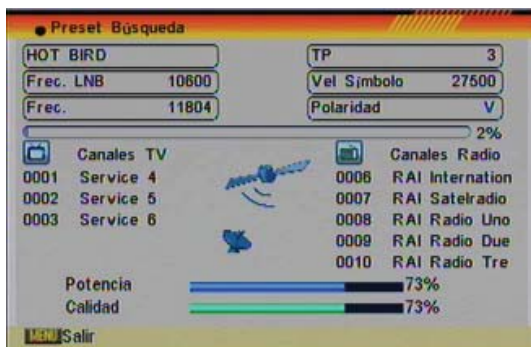 Preset Búsqueda
HOT BIRD
TP 3
Frec. LNB 10600
Vel Símbolo 27500
Frec. 11804
Polaridad V
2%
Canales TV
0001 Service 4
0002 Service 5
0003 Service 6
Canales Radio
0006 RAI Internation
0007 RAI Satelradio
0008 RAI Radio Uno
0009 RAI Radio Due
0010 RAI Radio Tre
Potencia 73%
Calidad 73%
MENU Salir